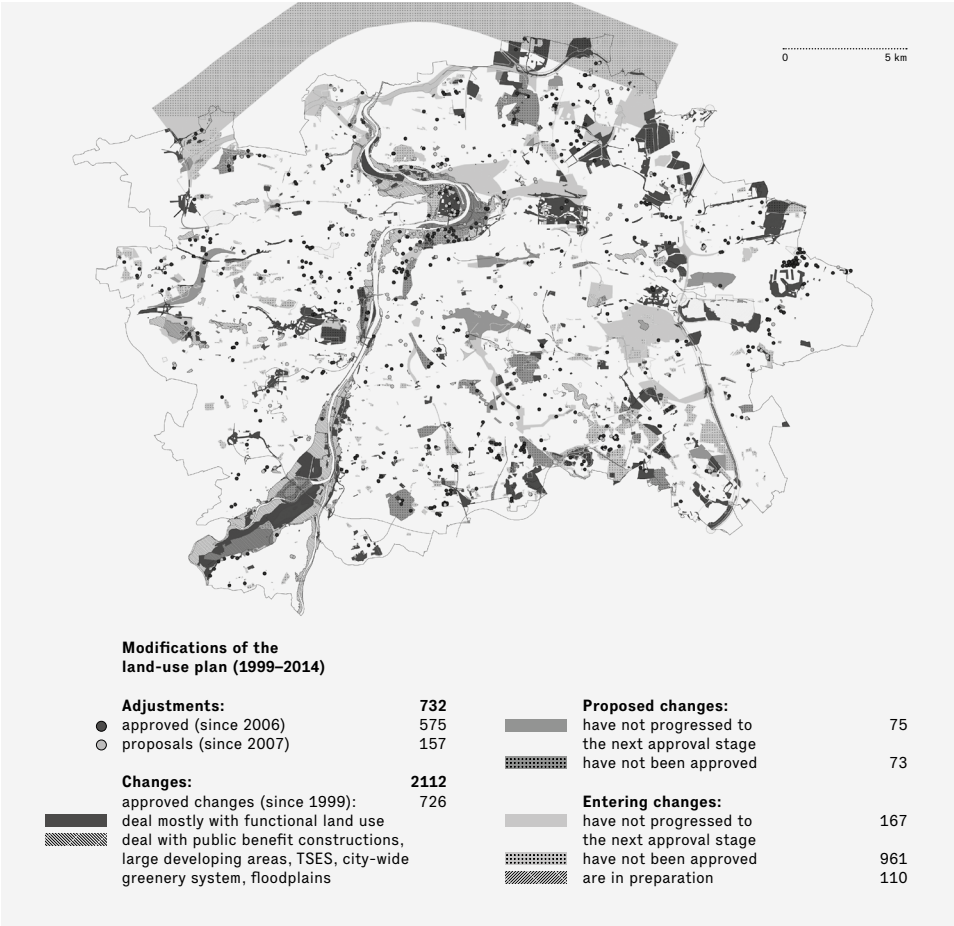 0 5 km
Modifications of the
land-use plan (1999–2014)
Adjustments: 732
approved (since 2006) 575
proposals (since 2007) 157
Changes: 2112
approved changes (since 1999): 726
deal mostly with functional land use
deal with public benefit constructions,
large developing areas, TSES, city-wide
greenery system, floodplains
Proposed changes:
have not progressed to 75
the next approval stage
have not been approved 73
Entering changes:
have not progressed to 167
the next approval stage
have not been approved 961
are in preparation 110